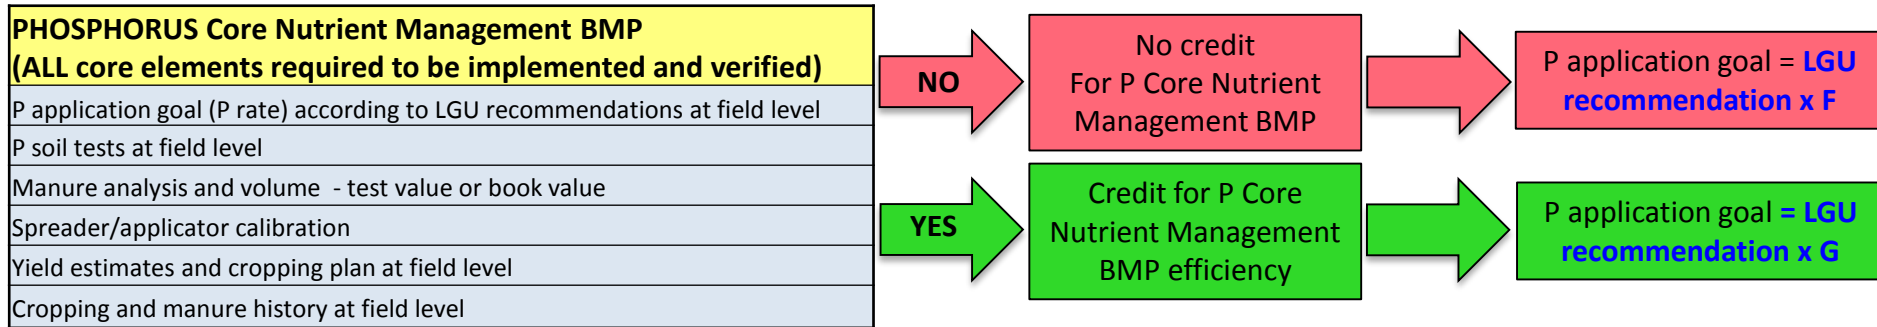 PHOSPHORUS Core Nutrient Management BMP
(ALL core elements required to be implemented and verified)
P application goal (P rate) according to LGU recommendations at field level
P soil tests at field level
Manure analysis and volume - test value or book value
Spreader/applicator calibration
Yield estimates and cropping plan at field level
Cropping and manure history at field level
NO
No credit
For P Core Nutrient
Management BMP
P application goal = LGU
recommendation x F
YES
Credit for P Core
Nutrient Management
BMP efficiency
P application goal = LGU
recommendation x G